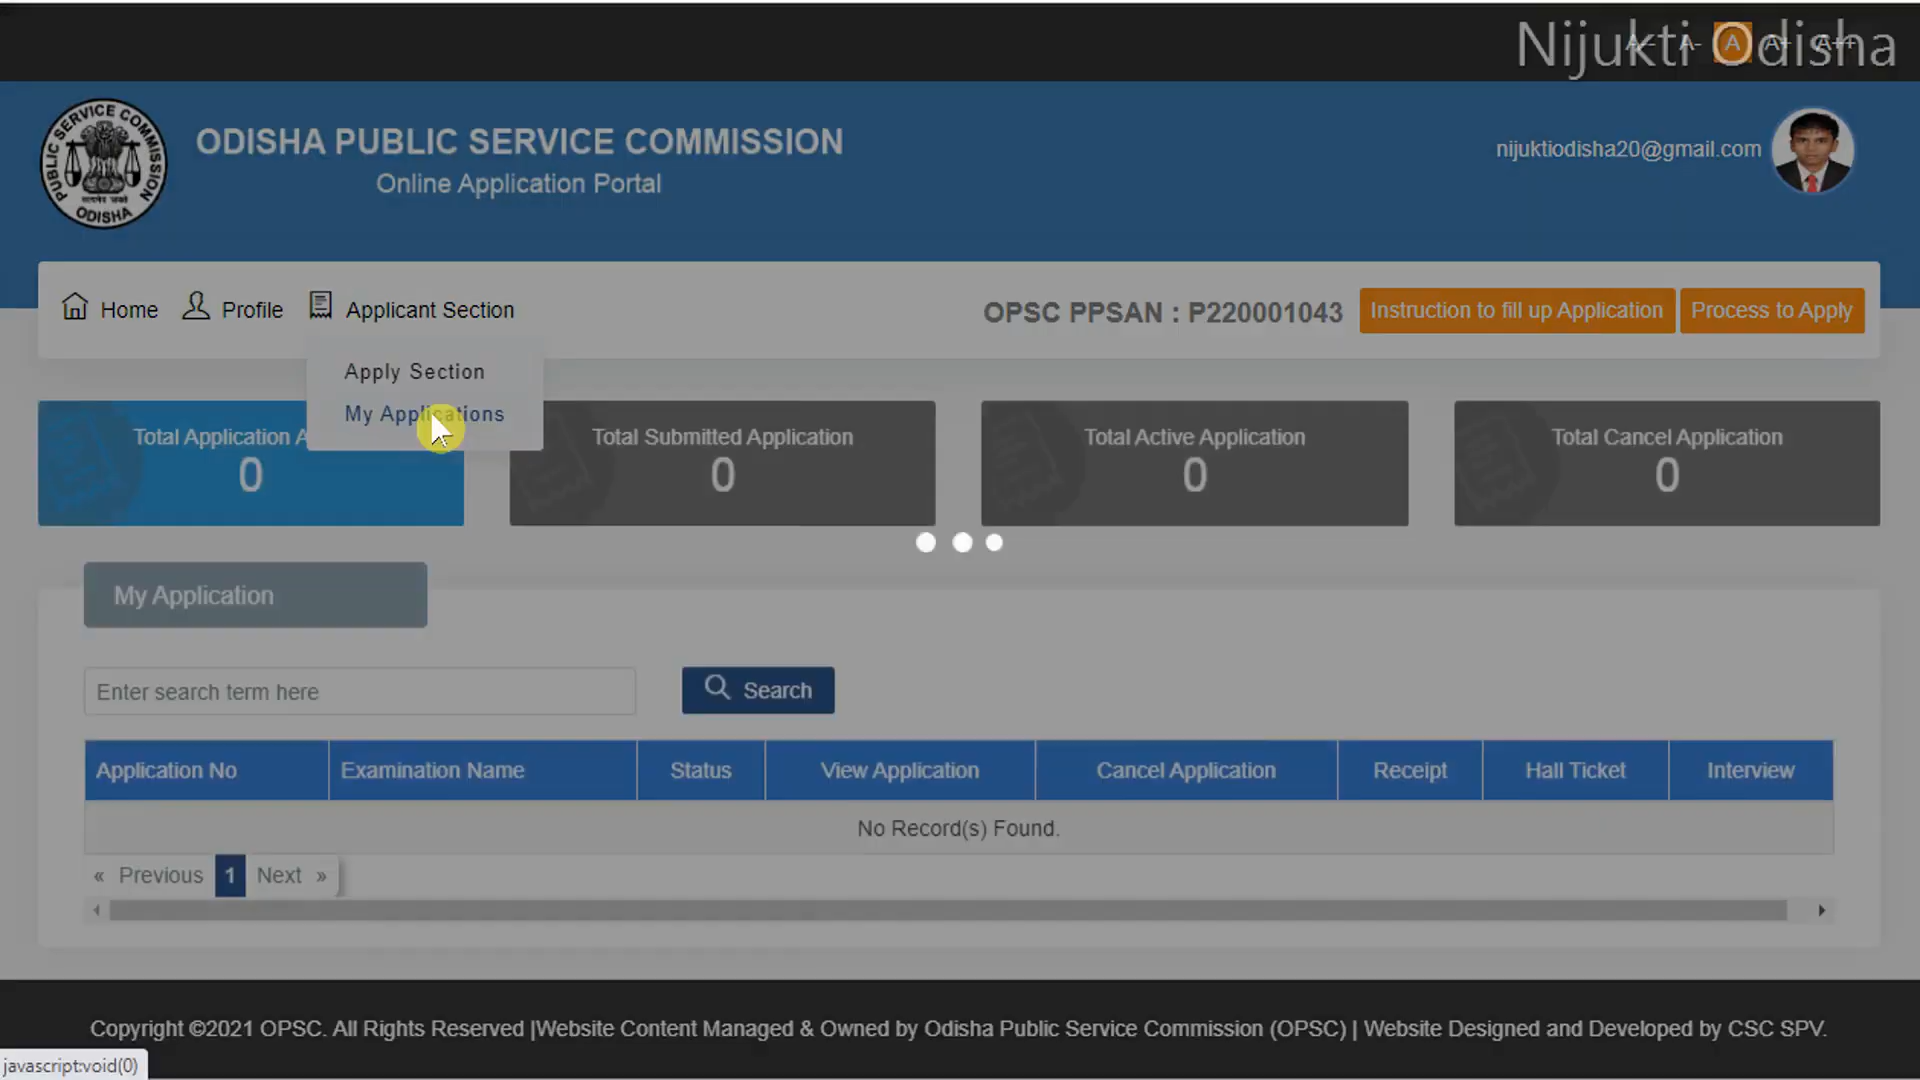 Nijukti Odisha
A- A A+ A++
PUBLIC SERVICE COMMISSION
ODISHA
ODISHA PUBLIC SERVICE COMMISSION
Online Application Portal
nijuktiodisha20@gmail.com
Home Profile Applicant Section
OPSC PPSAN : P220001043 Instruction to fill up Application Process to Apply
Apply Section
My Applications
Total Application A
0
Total Submitted Application
0
Total Active Application
0
Total Cancel Application
0
My Application
Enter search term here Search
Application No Examination Name Status View Application Cancel Application Receipt Hall Ticket Interview
No Record(s) Found.
« Previous 1 Next »
Copyright ©2021 OPSC. All Rights Reserved |Website Content Managed & Owned by Odisha Public Service Commission (OPSC) | Website Designed and Developed by CSC SPV.
javascript:void(0)